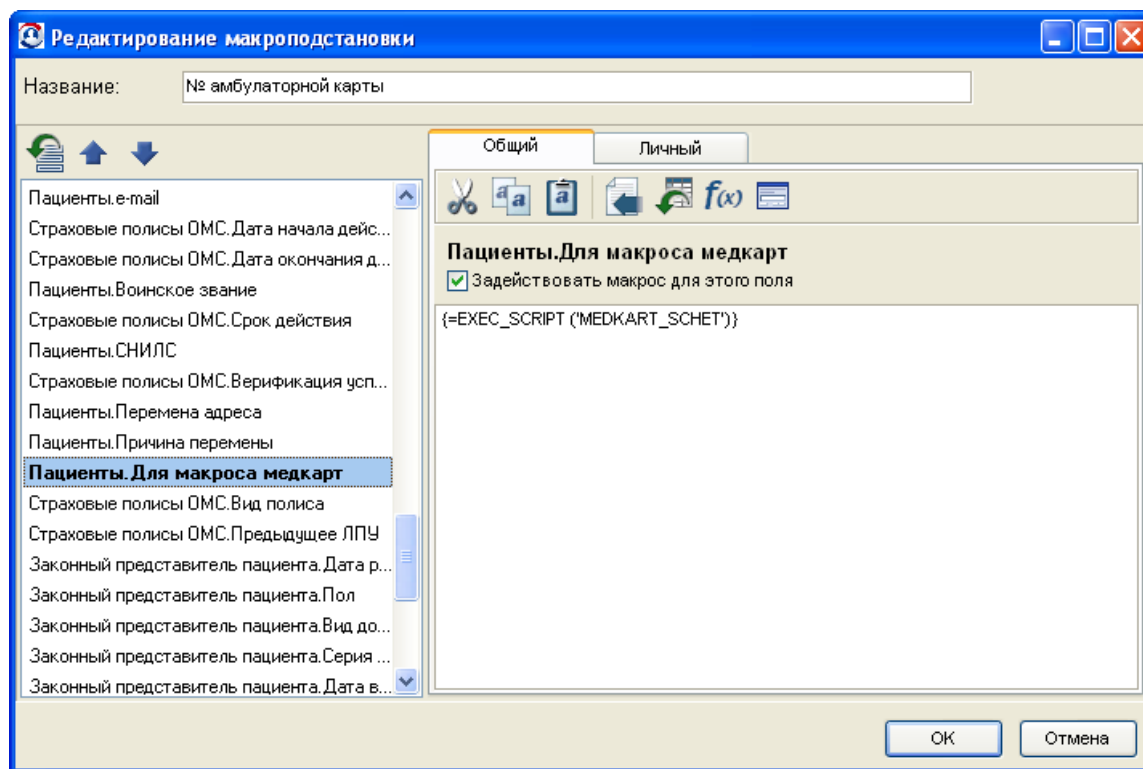 Редактирование макроподстановки
Название:
№ амбулаторной карты
Общий
Личный
Пациенты.e-mail
Страховые полисы ОМС.Дата начала дейс...
Страховые полисы ОМС.Дата окончания д...
Пациенты.Воинское звание
Страховые полисы ОМС.Срок действия
Пациенты.СНИЛС
Страховые полисы ОМС.Верификация усп...
Пациенты.Перемена адреса
Пациенты.Причина перемены
Пациенты.Для макроса медкарт
Страховые полисы ОМС.Вид полиса
Страховые полисы ОМС.Предыдущее ЛПУ
Законный представитель пациента.Дата р...
Законный представитель пациента.Пол
Законный представитель пациента.Вид до...
Законный представитель пациента.Серия ...
Законный представитель пациента.Дата в...
a a a f(x)
Пациенты.Для макроса медкарт
Задействовать макрос для этого поля
{=EXEC_SCRIPT ('MEDKART_SCHET')}
OK
Отмена